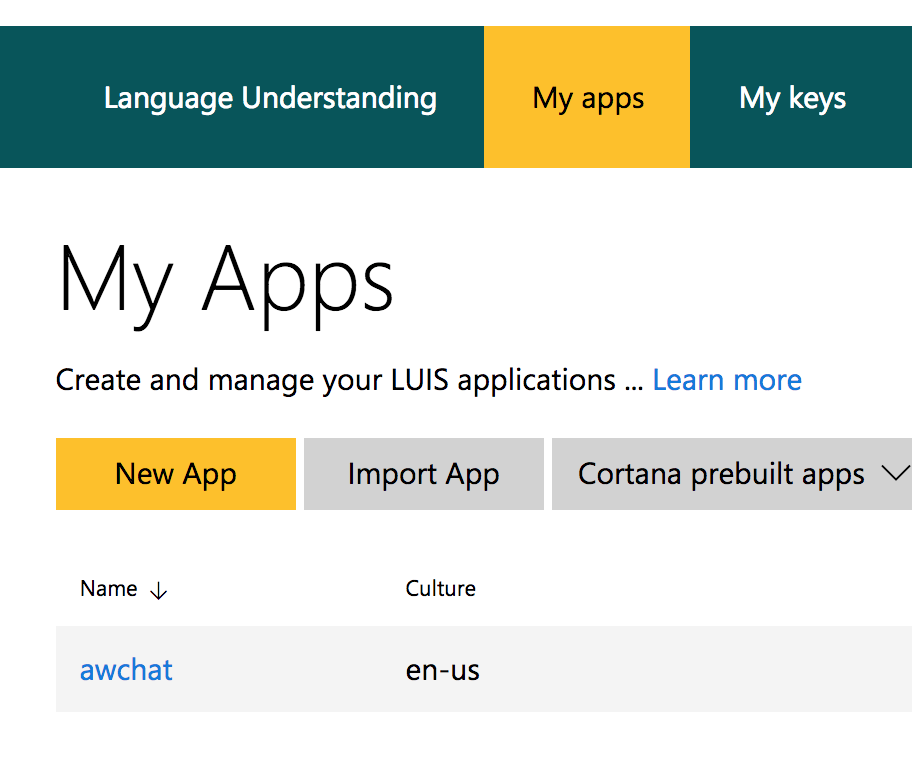 Language Understanding My apps My keys
My Apps
Create and manage your LUIS applications ... Learn more
New App Import App Cortana prebuilt apps
Name Culture
awchat en-us